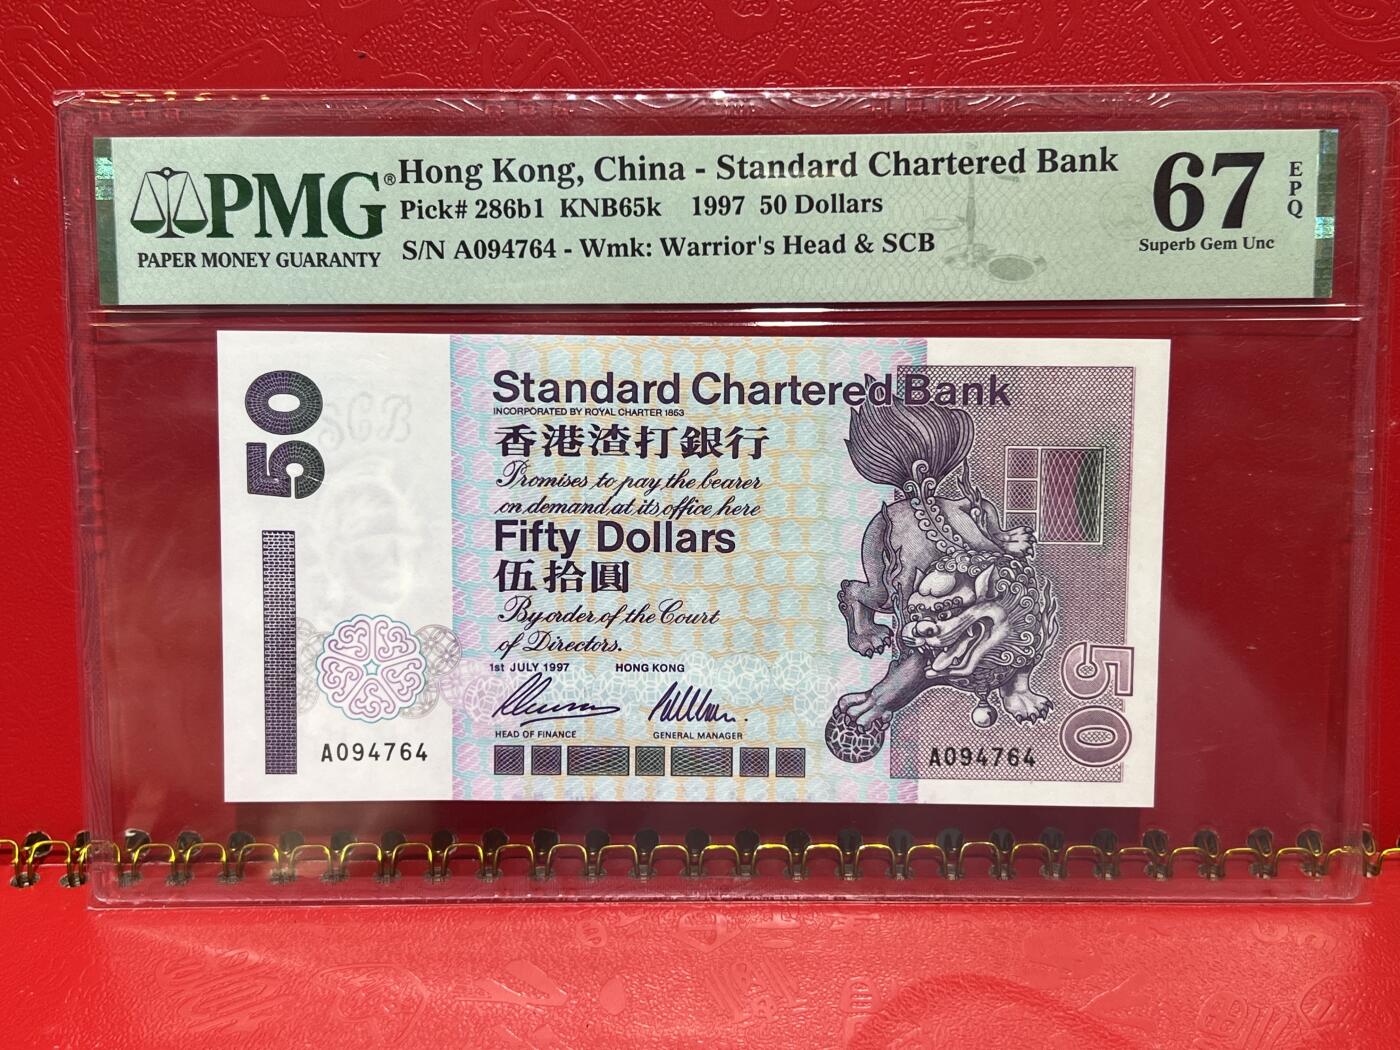 PMG®
PAPER MONEY GUARANTY
Hong Kong, China - Standard Chartered Bank
Pick# 286b1 KNB65k 1997 50 Dollars
S/N A094764 - Wmk: Warrior's Head & SCB
67
EPQ
Superb Gem Unc
50
SCB
Standard Chartered Bank
INCORPORATED BY ROYAL CHARTER 1853
香港渣打銀行
Promises to pay the bearer
on demand at its office here
Fifty Dollars
伍拾圓
By order of the Court
of Directors.
1st JULY 1997 HONG KONG
HEAD OF FINANCE GENERAL MANAGER
A094764
A094764
50